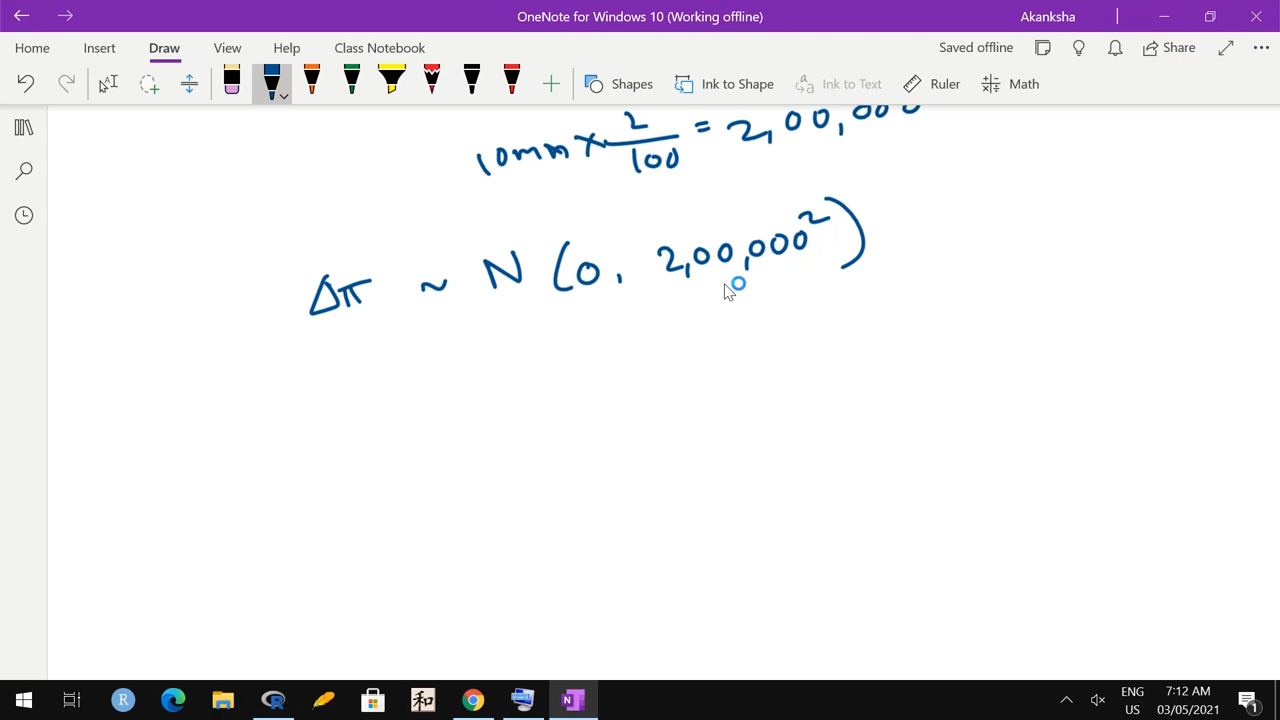 OneNote for Windows 10 (Working offline)
Akanksha
Home Insert Draw View Help Class Notebook
Saved offline
Share
Shapes
Ink to Shape
Ink to Text
Ruler
Math
10mm × 2/100 = 2,00,000
Δπ ~ N (0, 2,00,000²)
ENG
US
7:12 AM
03/05/2021
1